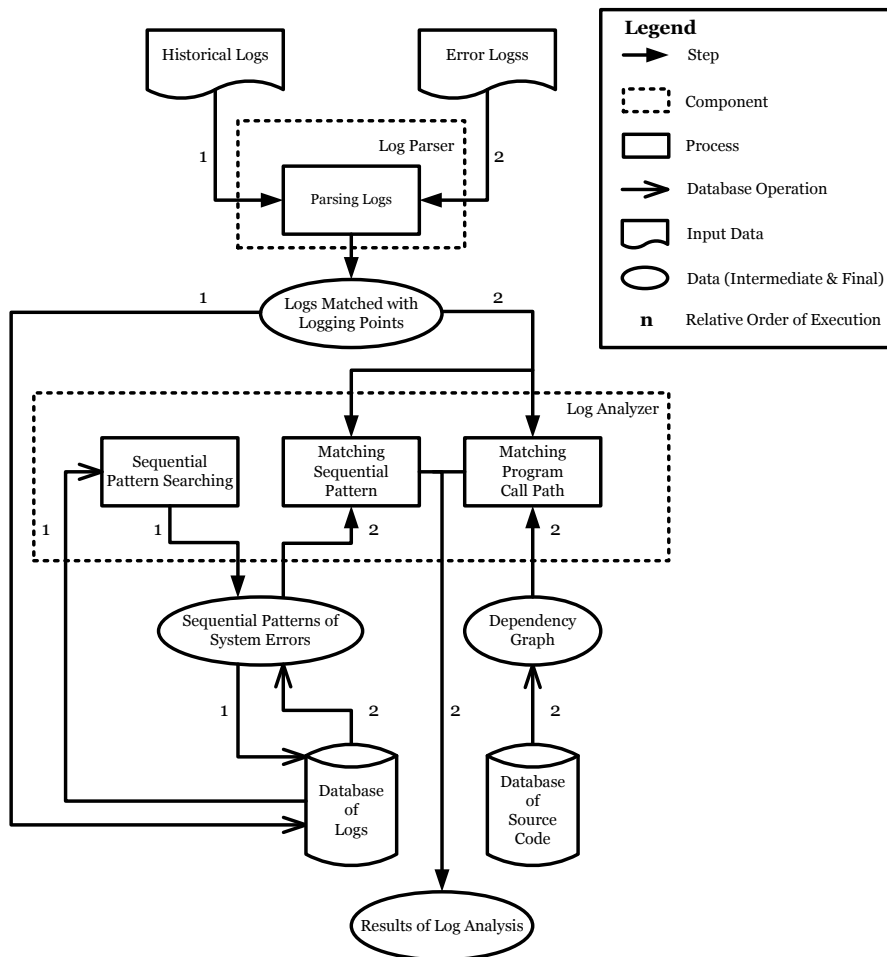 Historical Logs
Error Logss
Legend
Step
Component
Process
Database Operation
Input Data
Data (Intermediate & Final)
n Relative Order of Execution
1
2
Log Parser
Parsing Logs
1
2
Logs Matched with
Logging Points
Log Analyzer
Sequential
Pattern Searching
Matching
Sequential
Pattern
Matching
Program
Call Path
1
1
2
2
Sequential Patterns of
System Errors
Dependency
Graph
1
2
2
2
Database
of
Logs
Database
of
Source
Code
Results of Log Analysis